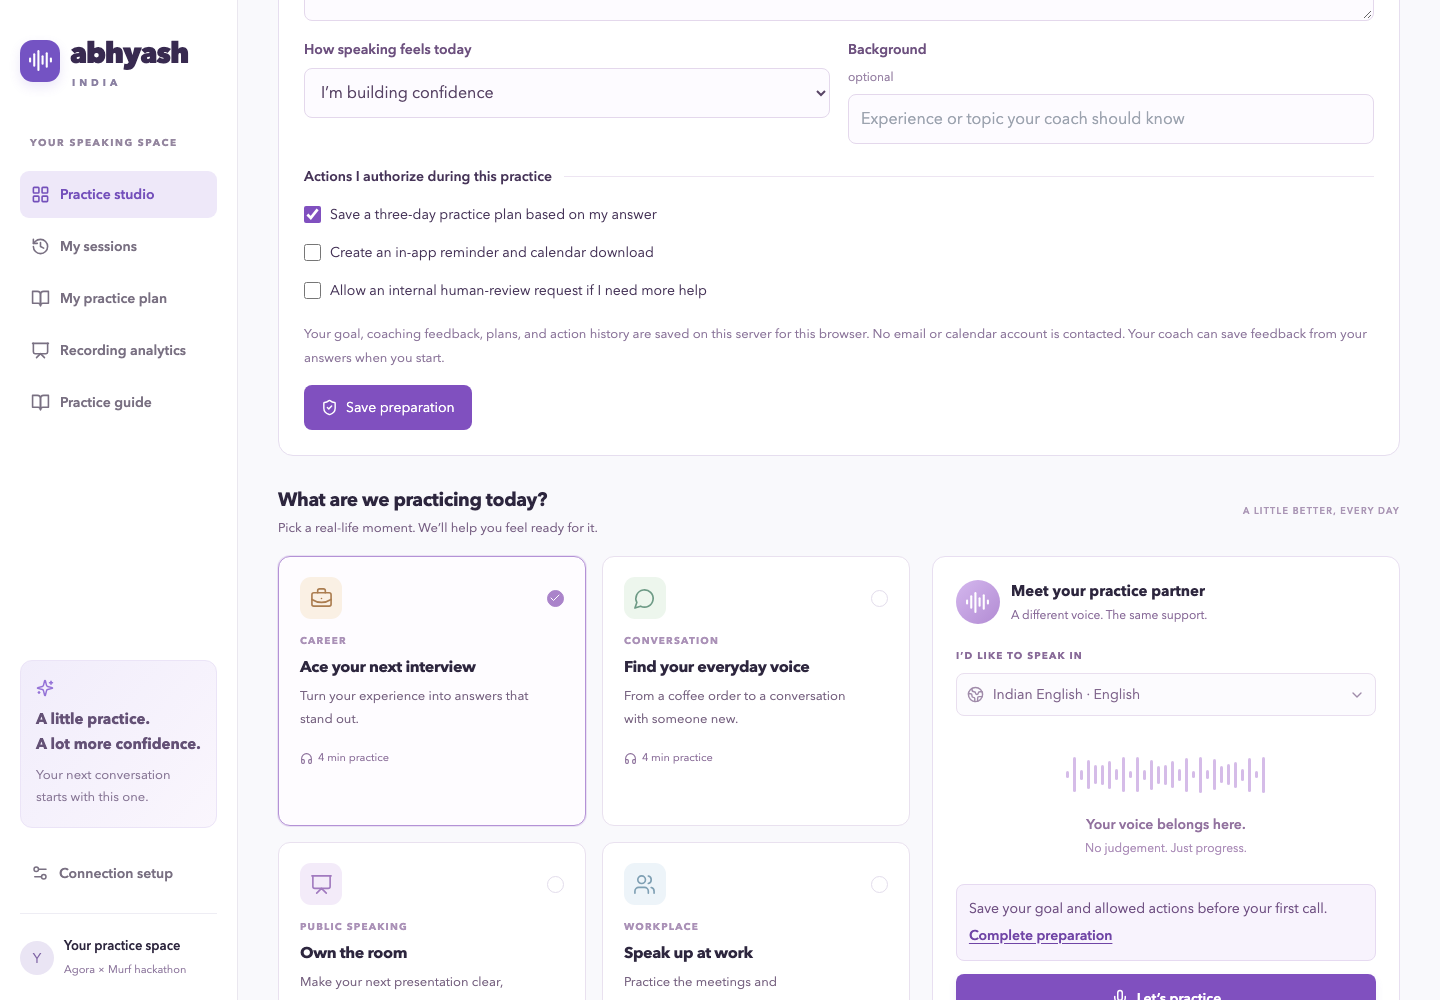 abhyash
INDIA
YOUR SPEAKING SPACE
Practice studio
My sessions
My practice plan
Recording analytics
Practice guide
A little practice.
A lot more confidence.
Your next conversation
starts with this one.
Connection setup
Y
Your practice space
Agora × Murf hackathon
How speaking feels today
I’m building confidence
Background
optional
Experience or topic your coach should know
Actions I authorize during this practice
Save a three-day practice plan based on my answer
Create an in-app reminder and calendar download
Allow an internal human-review request if I need more help
Your goal, coaching feedback, plans, and action history are saved on this server for this browser. No email or calendar account is contacted. Your coach can save feedback from your
answers when you start.
Save preparation
What are we practicing today?
Pick a real-life moment. We’ll help you feel ready for it.
A LITTLE BETTER, EVERY DAY
CAREER
Ace your next interview
Turn your experience into answers that
stand out.
4 min practice
CONVERSATION
Find your everyday voice
From a coffee order to a conversation
with someone new.
4 min practice
PUBLIC SPEAKING
Own the room
Make your next presentation clear,
WORKPLACE
Speak up at work
Practice the meetings and
Meet your practice partner
A different voice. The same support.
I’D LIKE TO SPEAK IN
Indian English · English
Your voice belongs here.
No judgement. Just progress.
Save your goal and allowed actions before your first call.
Complete preparation
Let’s practice